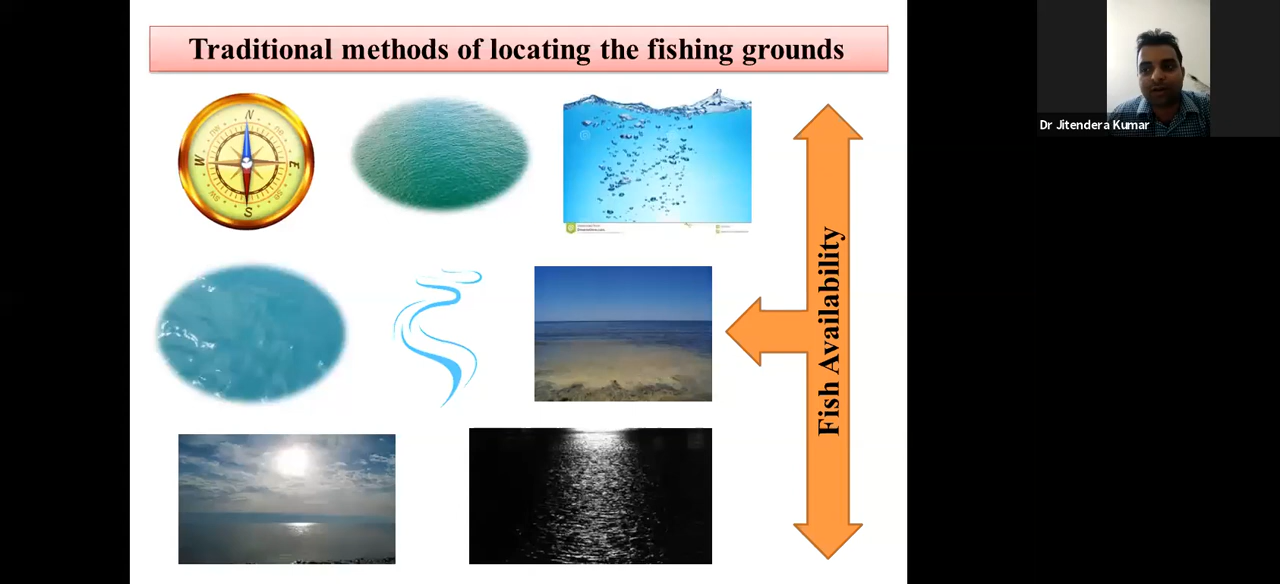 Traditional methods of locating the fishing grounds
Dr Jitendera Kumar
N
W
E
S
Fish Availability